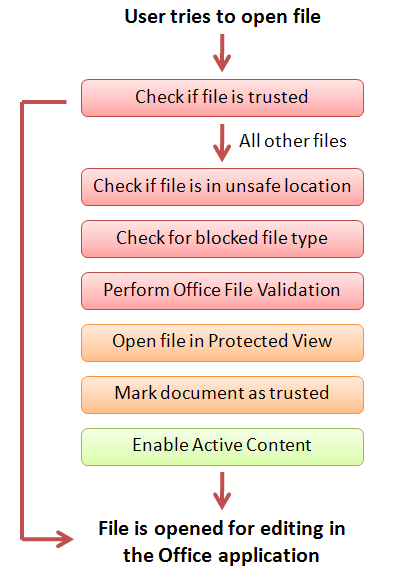 User tries to open file
Check if file is trusted
All other files
Check if file is in unsafe location
Check for blocked file type
Perform Office File Validation
Open file in Protected View
Mark document as trusted
Enable Active Content
File is opened for editing in
the Office application